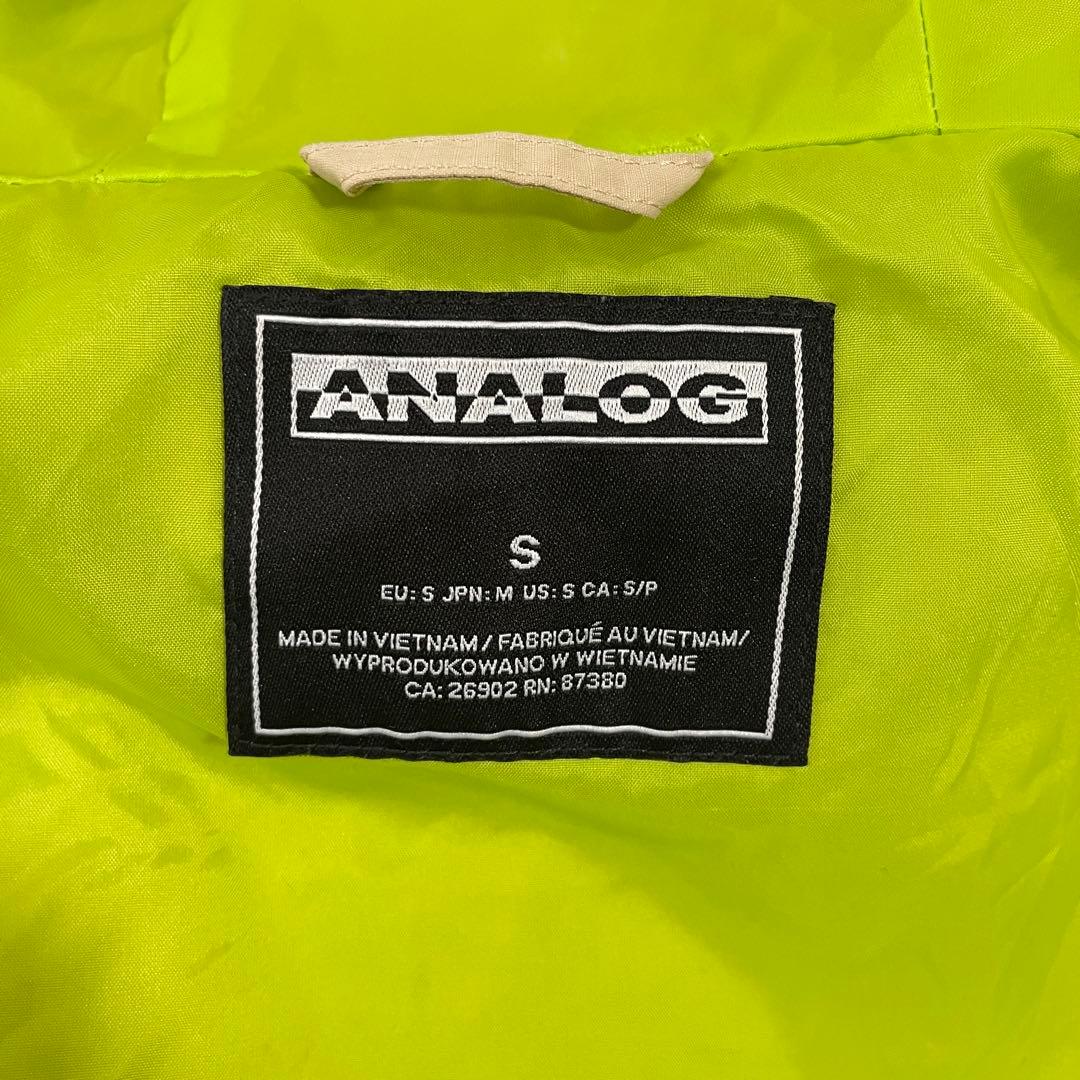 ANALOG
S
EU: S JPN: M US: S CA: S/P
MADE IN VIETNAM / FABRIQUÉ AU VIETNAM/
WYPRODUKOWANO W WIETNAMIE
CA: 26902 RN: 87380